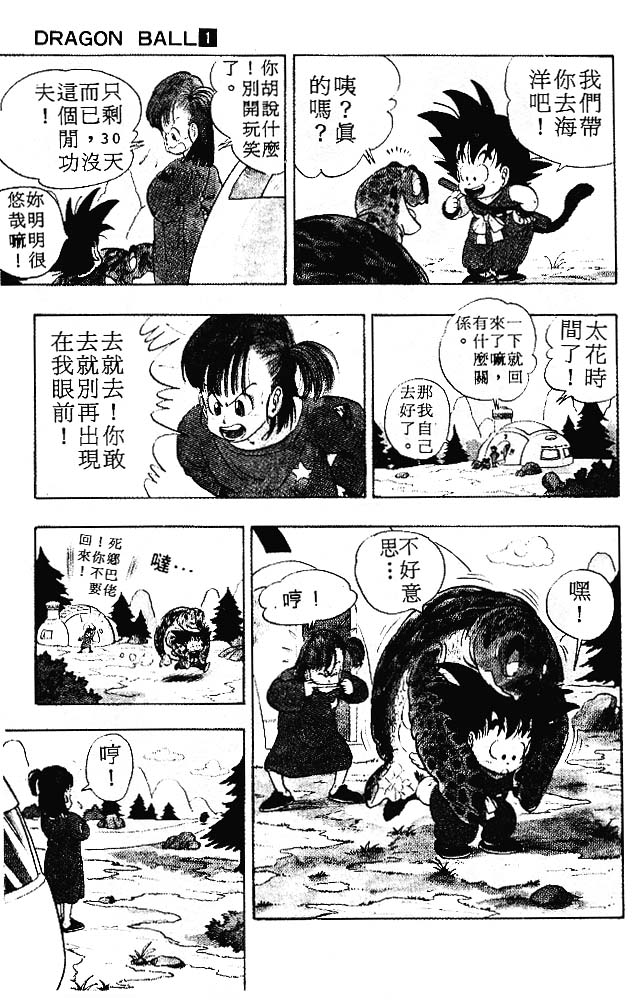 DRAGON BALL 1
我們帶
你去海
洋吧！
咦？眞
的嗎？
你胡說什麼
！別開玩笑
了。
只剩30天
而已，沒
這個閒功
夫！
妳明明很
悠哉嘛！
太花時
間了！
一下就回
來了嘛，
有什麼關
係。
那我自己
去好了。
去就去！你敢
去就別再出現
在我眼前！
嘿！
不好意
思…
哼！
噠…
死鄉巴佬
！你不要
回來！
哼！